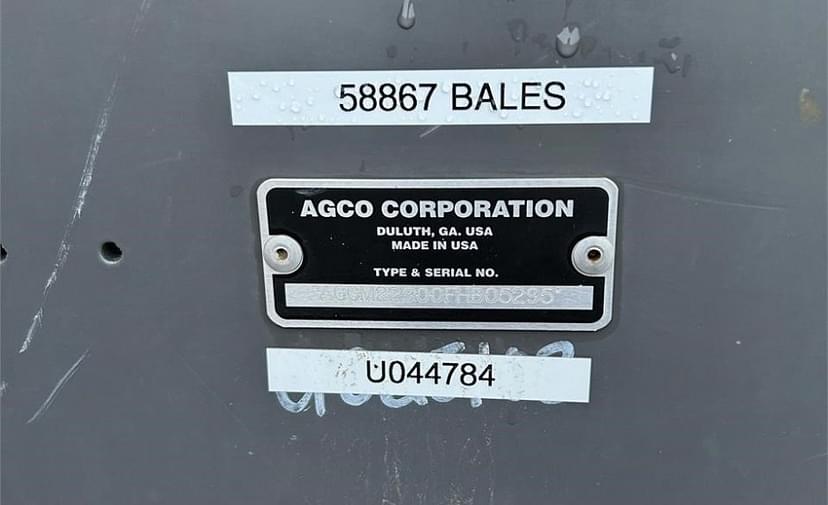 58867 BALES
AGCO CORPORATION
DULUTH, GA. USA
MADE IN USA
TYPE & SERIAL NO.
U044784